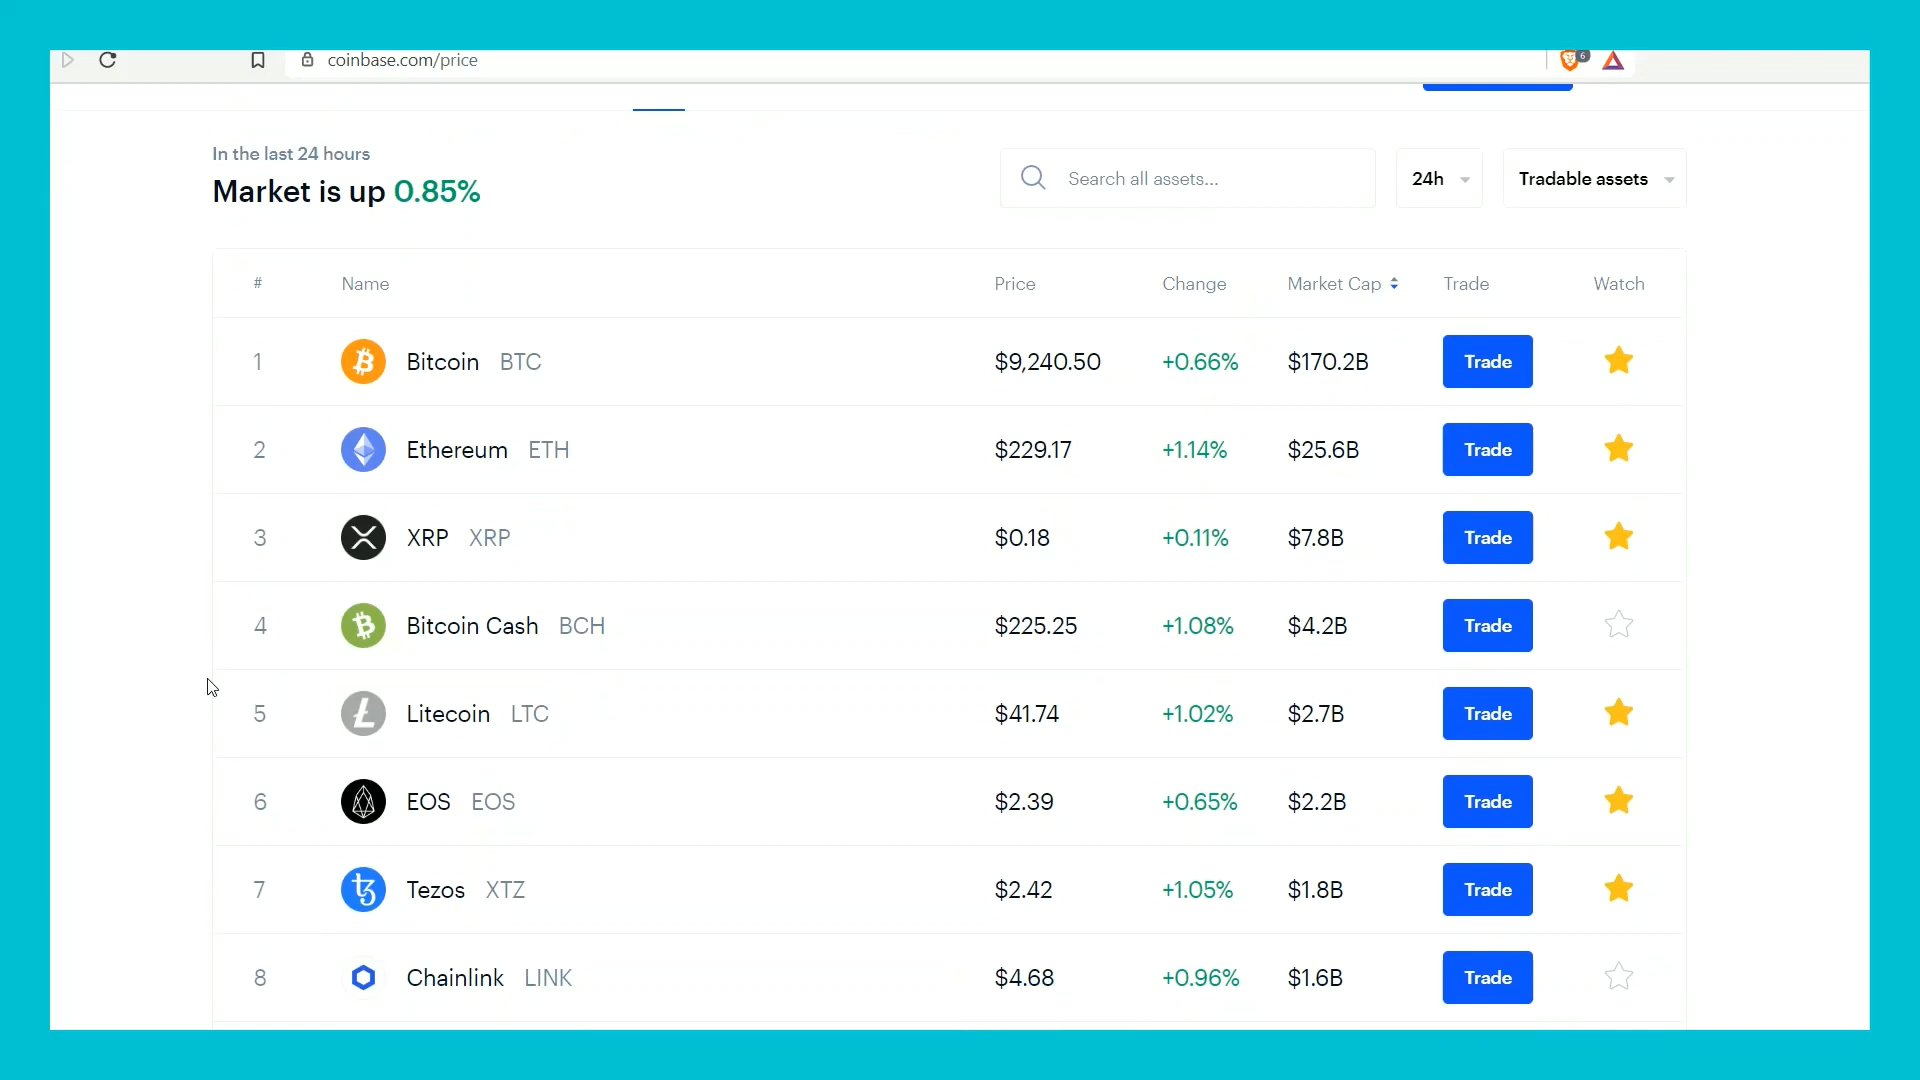 coinbase.com/price
6
In the last 24 hours
Market is up 0.85%
Search all assets...
24h
Tradable assets
# Name Price Change Market Cap Trade Watch
1 Bitcoin BTC $9,240.50 +0.66% $170.2B Trade
2 Ethereum ETH $229.17 +1.14% $25.6B Trade
3 XRP XRP $0.18 +0.11% $7.8B Trade
4 Bitcoin Cash BCH $225.25 +1.08% $4.2B Trade
5 Litecoin LTC $41.74 +1.02% $2.7B Trade
6 EOS EOS $2.39 +0.65% $2.2B Trade
7 Tezos XTZ $2.42 +1.05% $1.8B Trade
8 Chainlink LINK $4.68 +0.96% $1.6B Trade